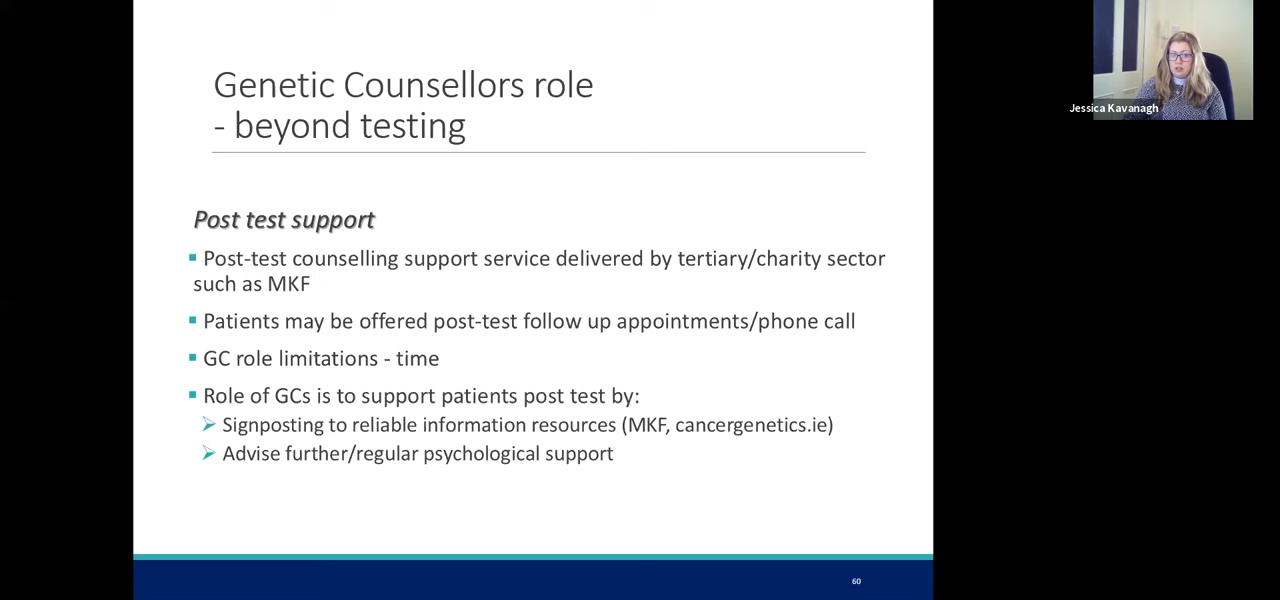 Genetic Counsellors role
- beyond testing
Jessica Kavanagh
Post test support
▪ Post-test counselling support service delivered by tertiary/charity sector
such as MKF
▪ Patients may be offered post-test follow up appointments/phone call
▪ GC role limitations - time
▪ Role of GCs is to support patients post test by:
➢ Signposting to reliable information resources (MKF, cancergenetics.ie)
➢ Advise further/regular psychological support
60